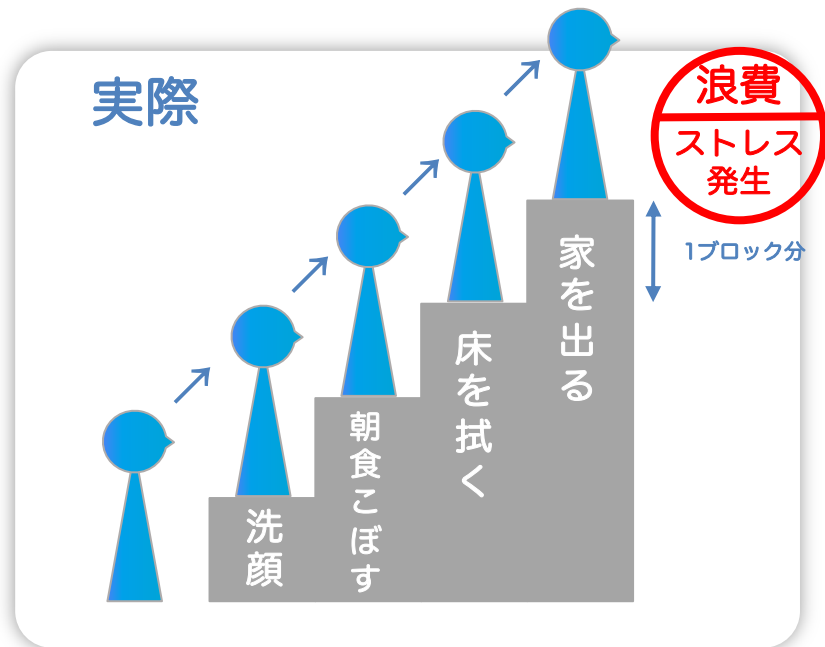 実際
浪費
ストレス
発生
1ブロック分
家を出る
床を拭く
朝食こぼす
洗顔